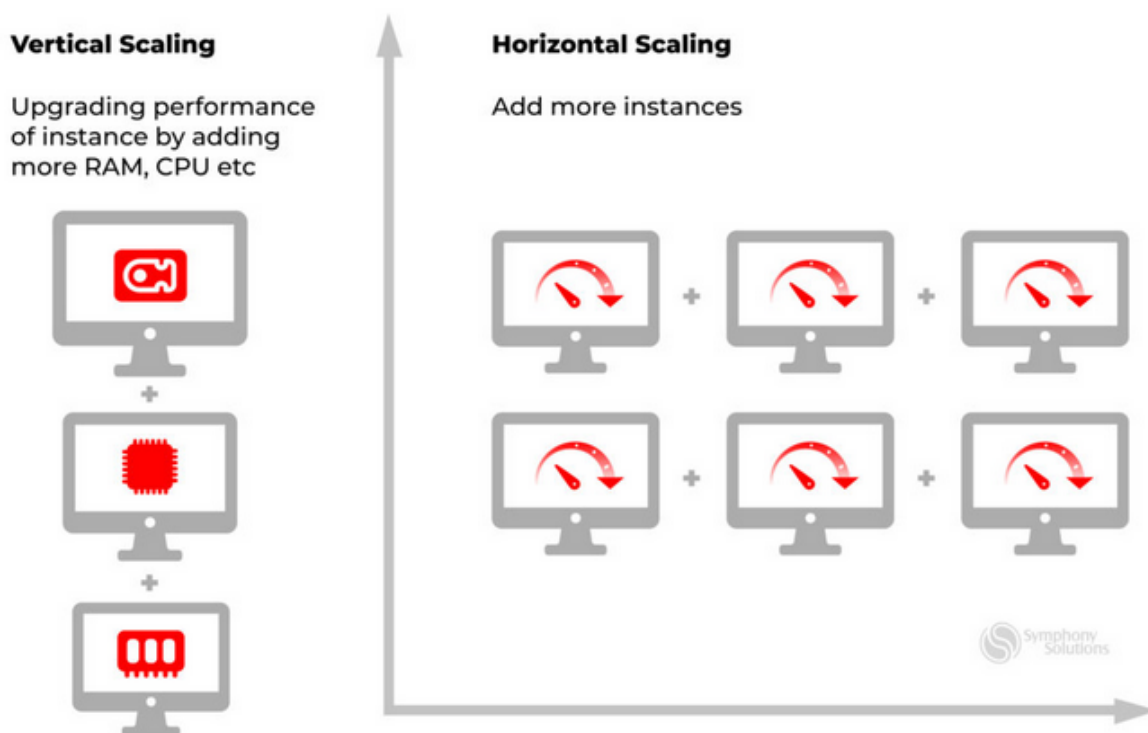 Vertical Scaling
Upgrading performance
of instance by adding
more RAM, CPU etc
Horizontal Scaling
Add more instances
Symphony
Solutions